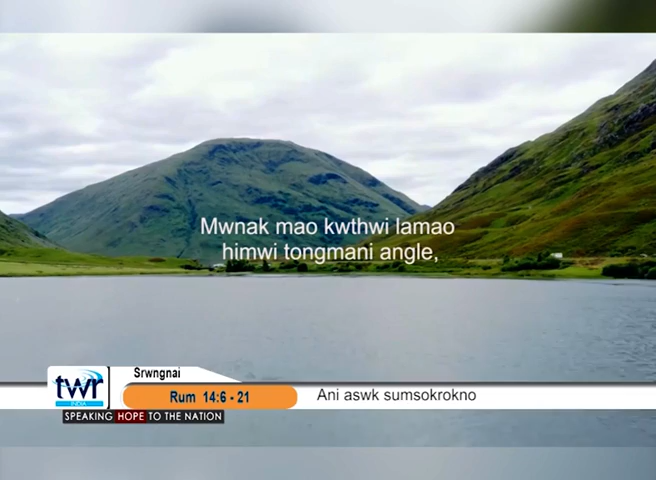 Mwnak mao kwthwi lamao
himwi tongmani angle,
Srwngnai
twr
INDIA
Rum 14:6 - 21
Ani aswk sumsokrokno
SPEAKING HOPE TO THE NATION